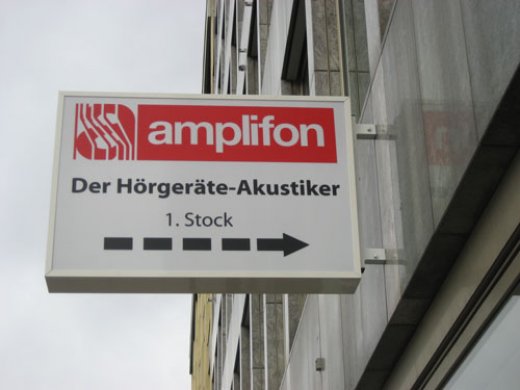 amplifon
Der Hörgeräte-Akustiker
1. Stock